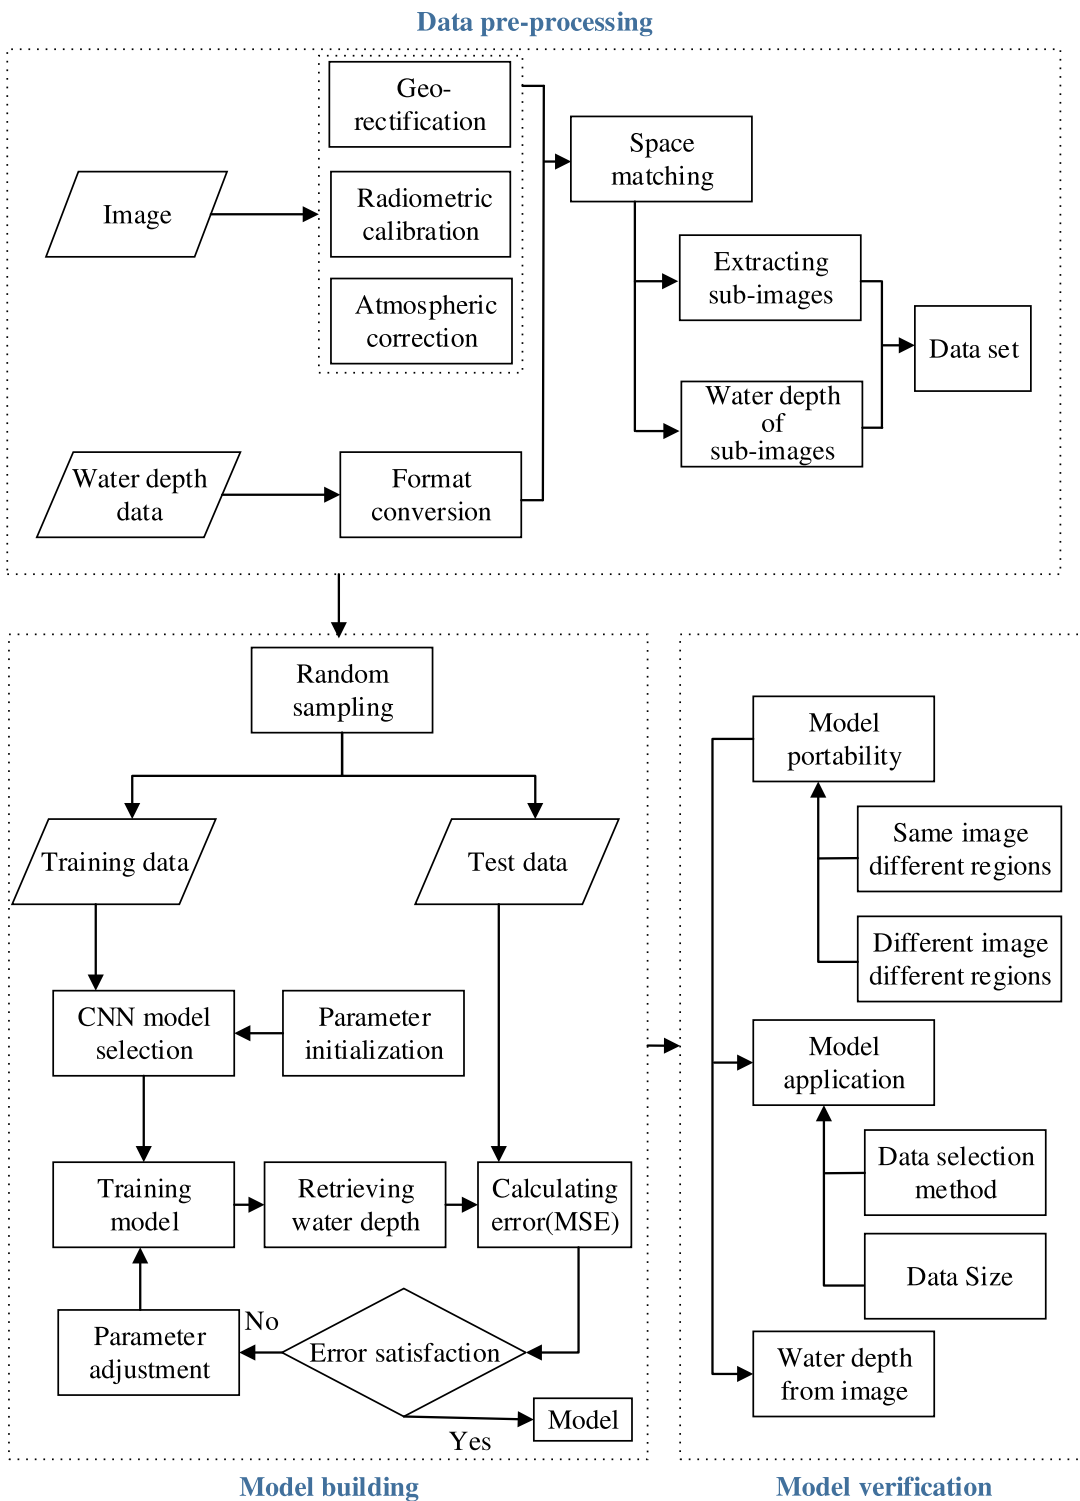 Data pre-processing
Geo-
rectification
Image
Radiometric
calibration
Atmospheric
correction
Space
matching
Extracting
sub-images
Water depth
of
sub-images
Data set
Water depth
data
Format
conversion
Random
sampling
Training data
Test data
CNN model
selection
Parameter
initialization
Training
model
Retrieving
water depth
Calculating
error(MSE)
Parameter
adjustment
No
Error satisfaction
Yes
Model
Model building
Model
portability
Same image
different regions
Different image
different regions
Model
application
Data selection
method
Data Size
Water depth
from image
Model verification